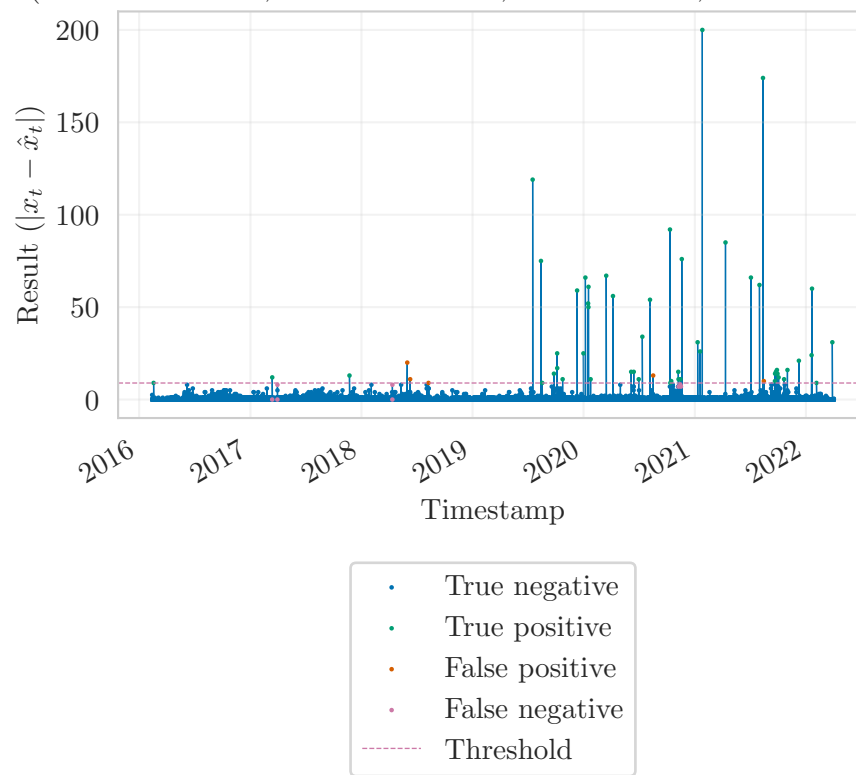 200
150
100
50
0
Result (|x_t − x̂_t|)
2016 2017 2018 2019 2020 2021 2022
Timestamp
True negative
True positive
False positive
False negative
Threshold